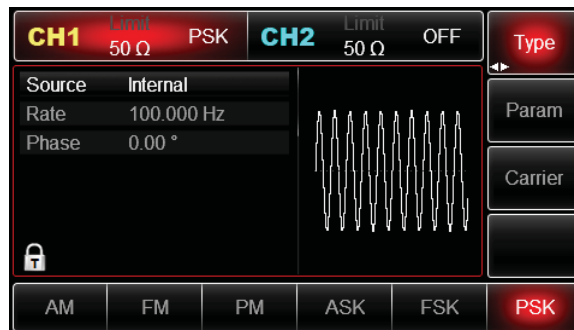 CH1 Limit 50 Ω PSK CH2 Limit 50 Ω OFF Type
Source Internal
Rate 100.000 Hz
Phase 0.00 °
Param
Carrier
T
AM FM PM ASK FSK PSK